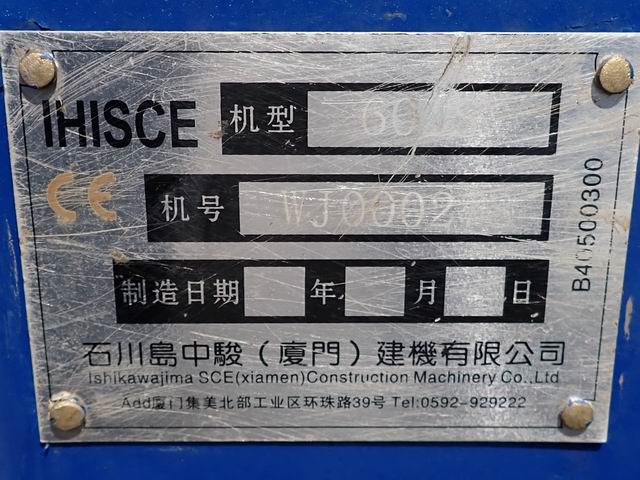 IHISCE
机型
CE
机号 WJ0002
制造日期 年 月 日
B40500300
石川島中駿（廈門）建機有限公司
Ishikawajima SCE(xiamen)Construction Machinery Co.,Ltd
Add厦门集美北部工业区环珠路39号 Tel:0592-929222